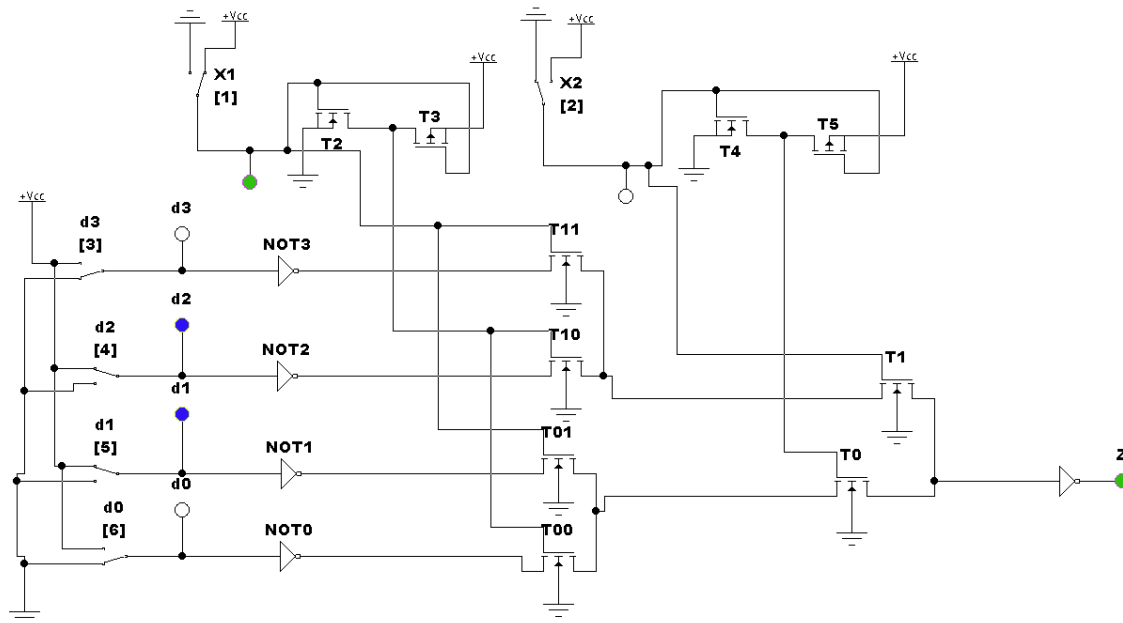 +Vcc
+Vcc
X1
[1]
X2
[2]
+Vcc
+Vcc
T3
T2
T5
T4
+Vcc
d3
[3]
d3
NOT3
T11
d2
[4]
d2
NOT2
T10
T1
d1
[5]
d1
NOT1
T01
T0
Z
d0
[6]
d0
NOT0
T00